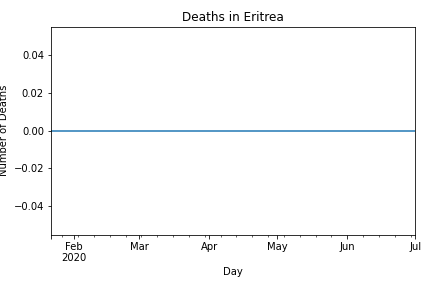 Deaths in Eritrea
Number of Deaths
0.04
0.02
0.00
−0.02
−0.04
Feb
2020
Mar
Apr
May
Jun
Jul
Day